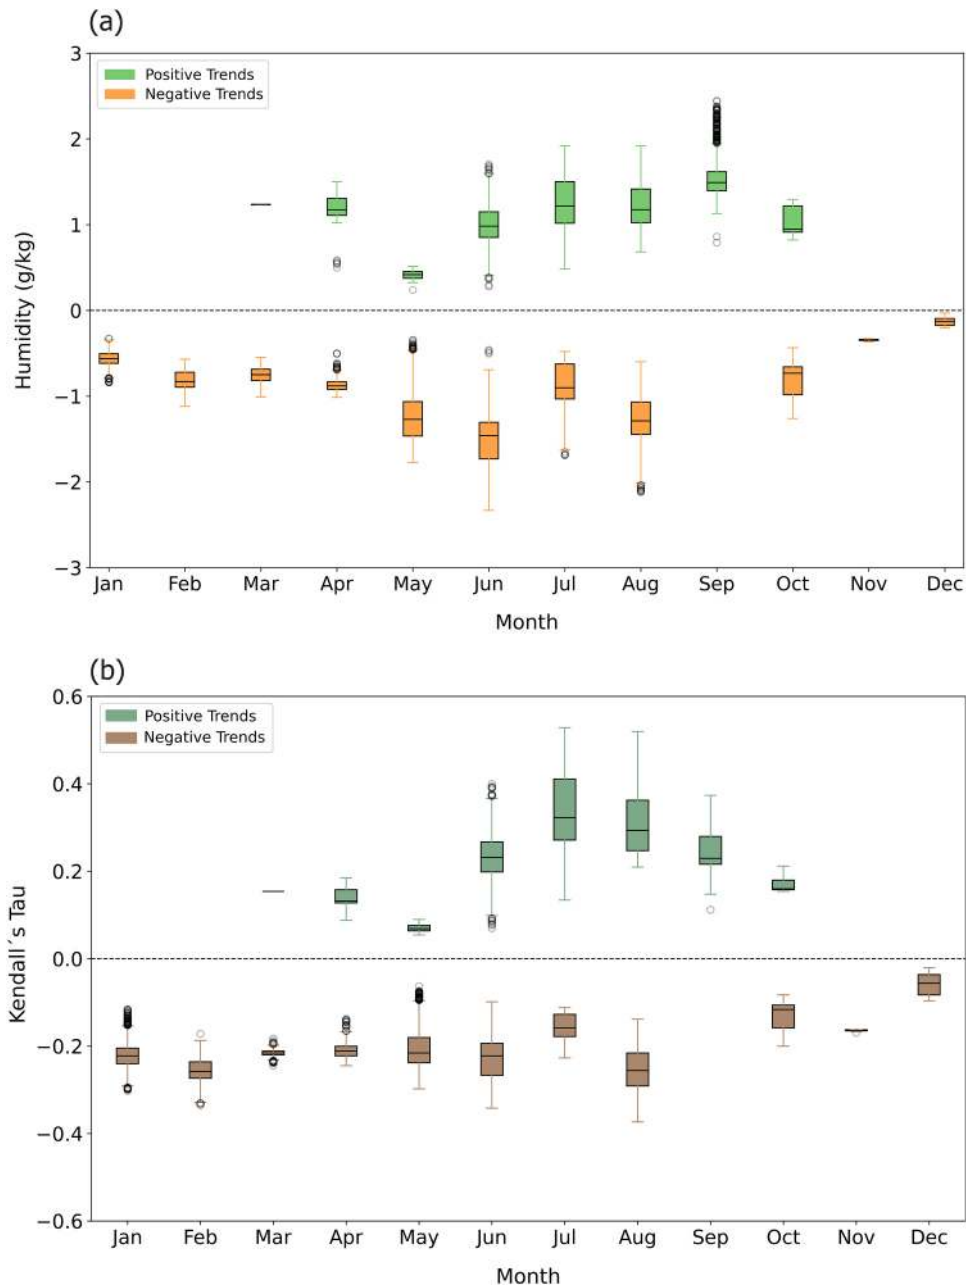 (a)
3
2
1
0
−1
−2
−3
Humidity (g/kg)
Positive Trends
Negative Trends
Jan Feb Mar Apr May Jun Jul Aug Sep Oct Nov Dec
Month
(b)
0.6
0.4
0.2
0.0
−0.2
−0.4
−0.6
Kendall´s Tau
Positive Trends
Negative Trends
Jan Feb Mar Apr May Jun Jul Aug Sep Oct Nov Dec
Month